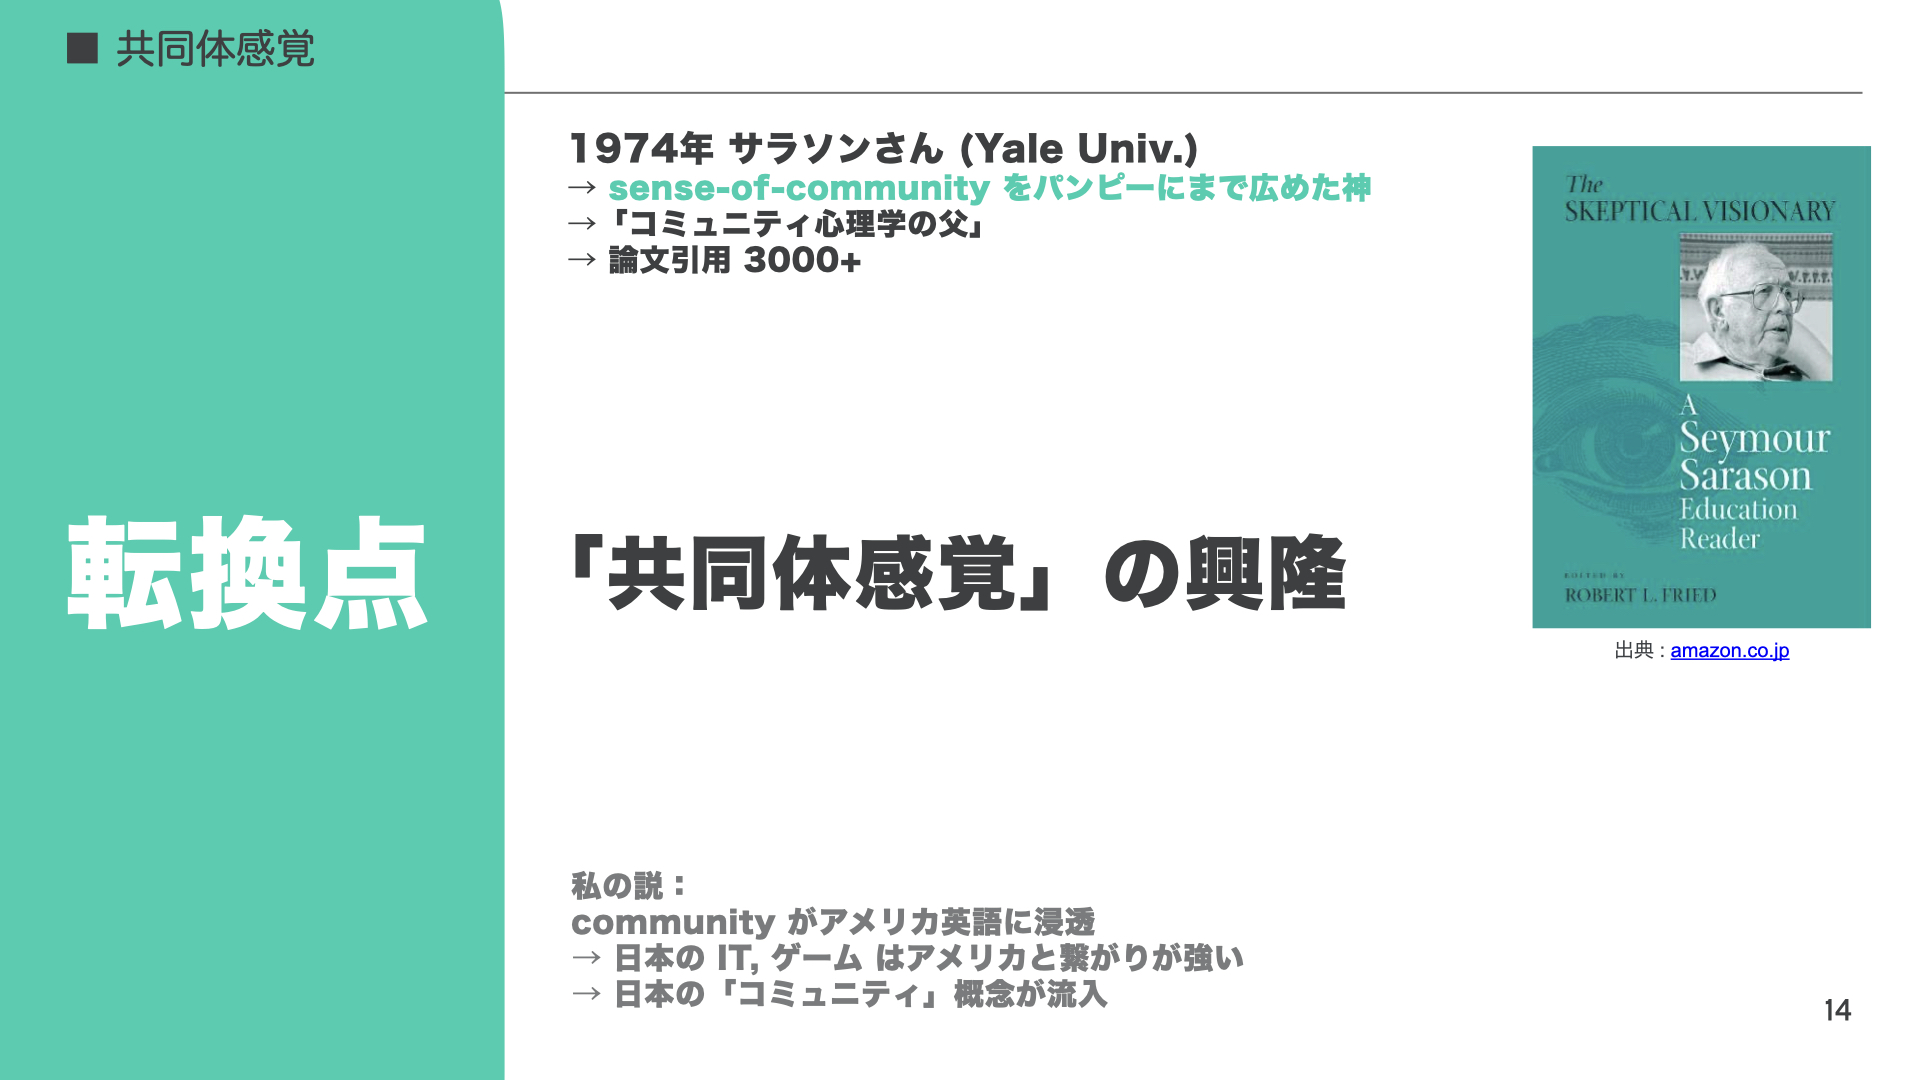 ■ 共同体感覚
転換点
1974年 サラソンさん (Yale Univ.)
→ sense-of-community をパンピーにまで広めた神
→「コミュニティ心理学の父」
→ 論文引用 3000+
「共同体感覚」の興隆
The
SKEPTICAL VISIONARY
A
Seymour
Sarason
Education
Reader
EDITED BY
ROBERT L. FRIED
出典 : amazon.co.jp
私の説：
community がアメリカ英語に浸透
→ 日本の IT, ゲーム はアメリカと繋がりが強い
→ 日本の「コミュニティ」概念が流入
14